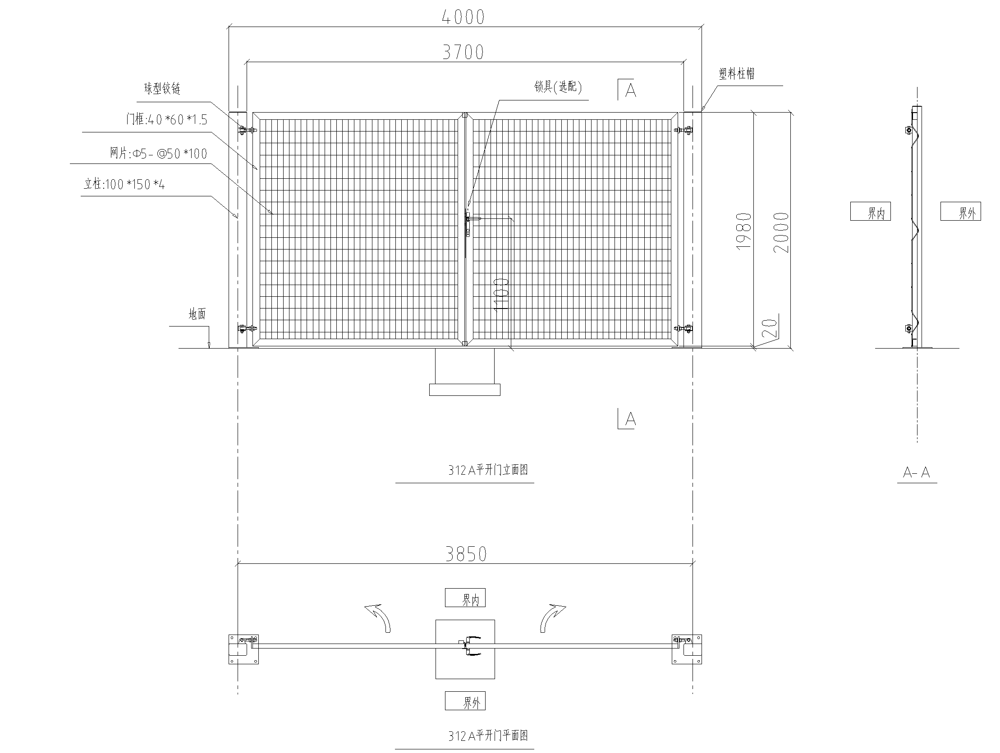 4000
3700
塑料柱帽
球型铰链
锁具(选配)
A
门框:40*60*1.5
网片:Φ5-@50*100
立柱:100*150*4
界内
界外
1980
2000
1100
地面
20
A
312A平开门立面图
A-A
3850
界内
界外
312A平开门平面图